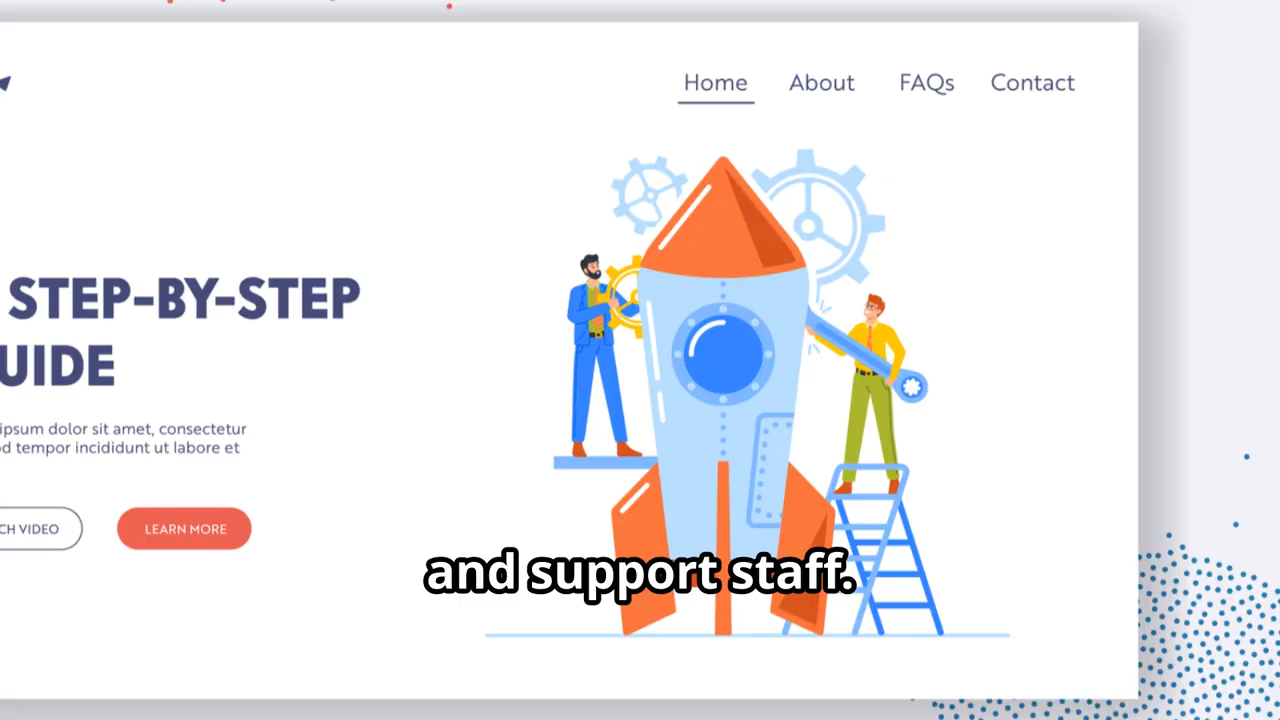 Home About FAQs Contact
STEP-BY-STEP
UIDE
ipsum dolor sit amet, consectetur
d tempor incididunt ut labore et
CH VIDEO LEARN MORE
and support staff.